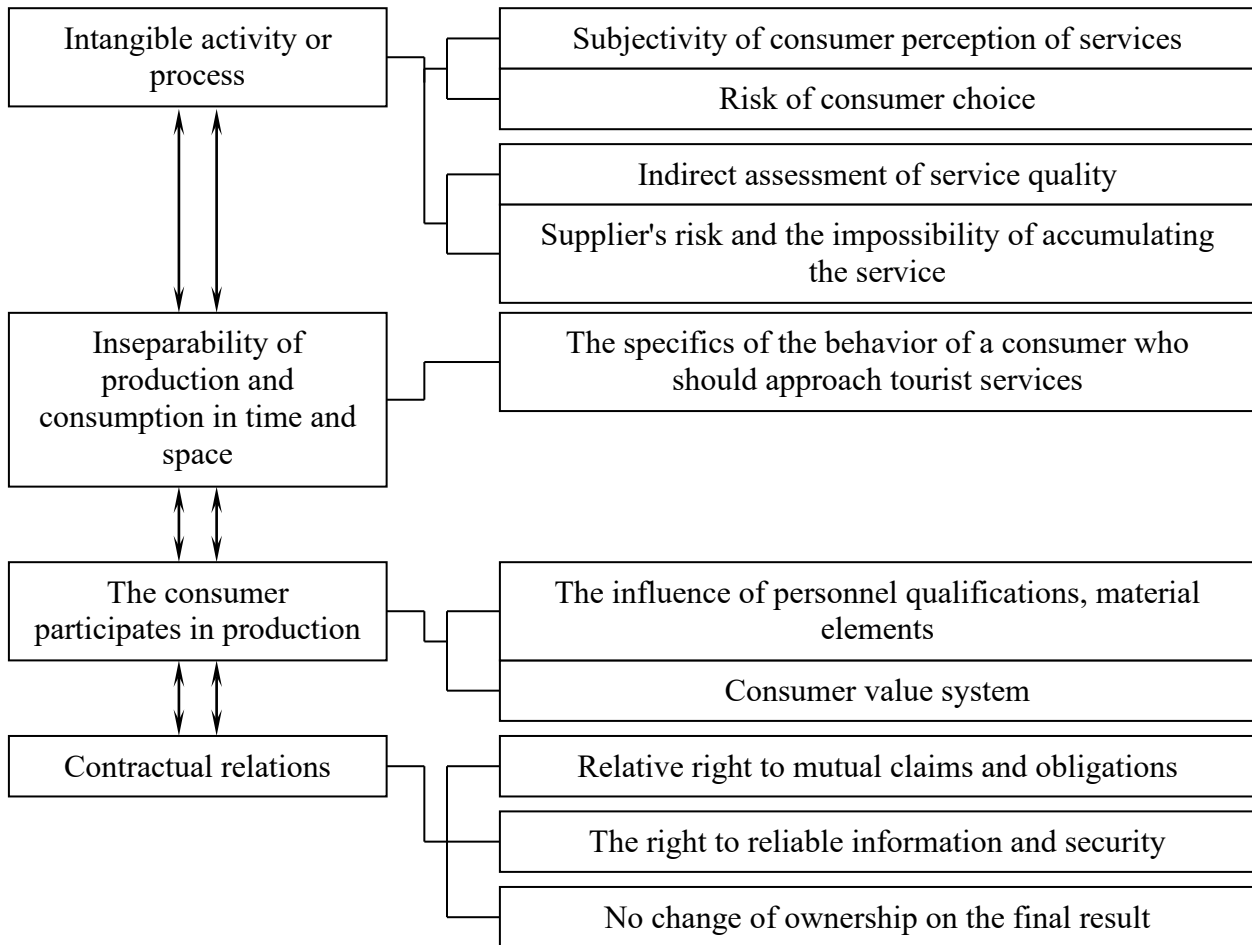 Intangible activity or
process
Subjectivity of consumer perception of services
Risk of consumer choice
Indirect assessment of service quality
Supplier's risk and the impossibility of accumulating
the service
Inseparability of
production and
consumption in time and
space
The specifics of the behavior of a consumer who
should approach tourist services
The consumer
participates in production
The influence of personnel qualifications, material
elements
Consumer value system
Contractual relations
Relative right to mutual claims and obligations
The right to reliable information and security
No change of ownership on the final result